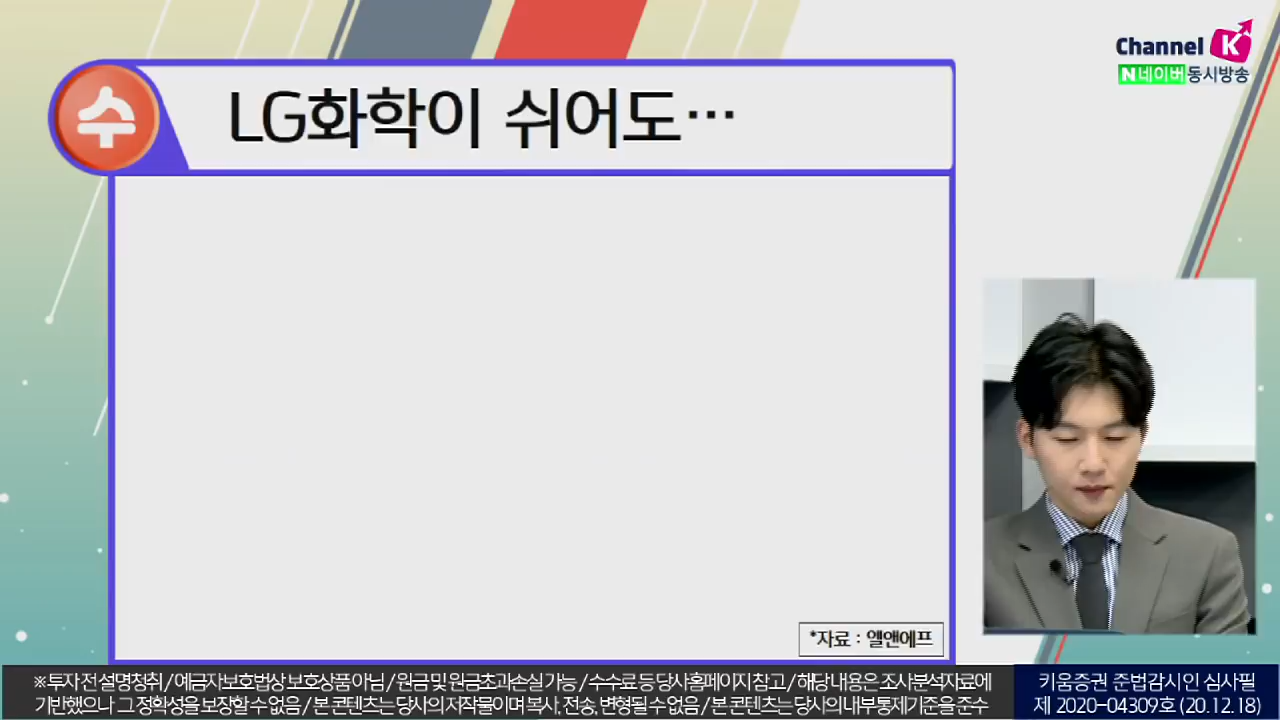 Channel K
N네이버동시방송
수
LG화학이 쉬어도…
*자료 : 엘앤에프
※ 투자 전 설명청취 / 예금자보호법상 보호상품 아님 / 원금 및 원금초과손실 가능 / 수수료 등 당사홈페이지 참고 / 해당 내용은 조사분석자료에
기반했으나 그 정확성을 보장할 수 없음 / 본 콘텐츠는 당사의 저작물이며 복사, 전송, 변형될 수 없음 / 본 콘텐츠는 당사의 내부통제기준을 준수
키움증권 준법감시인 심사필
제 2020-04309호 (20.12.18)